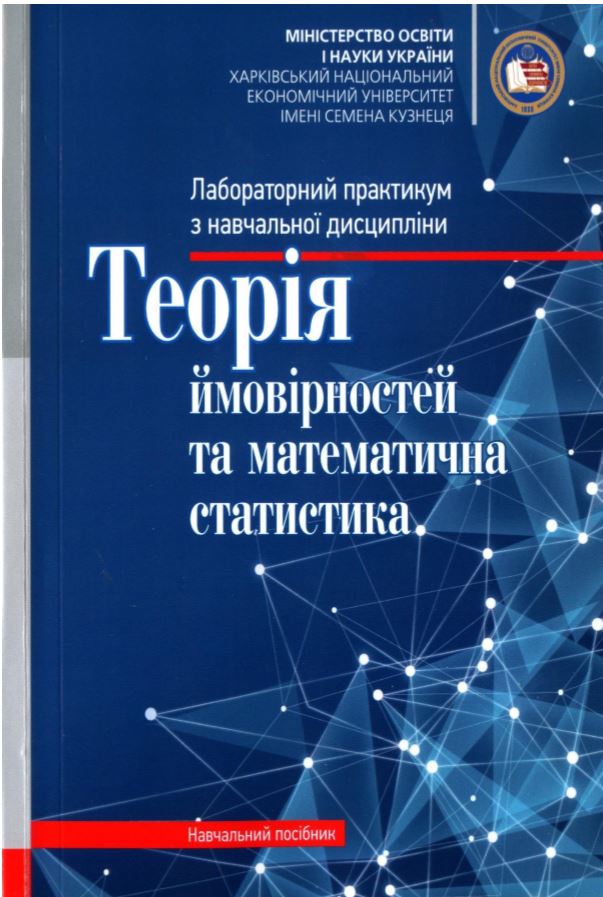 МІНІСТЕРСТВО ОСВІТИ
І НАУКИ УКРАЇНИ
ХАРКІВСЬКИЙ НАЦІОНАЛЬНИЙ
ЕКОНОМІЧНИЙ УНІВЕРСИТЕТ
ІМЕНІ СЕМЕНА КУЗНЕЦЯ
Лабораторний практикум
з навчальної дисципліни
Теорія
ймовірностей
та математична
статистика
Навчальний посібник